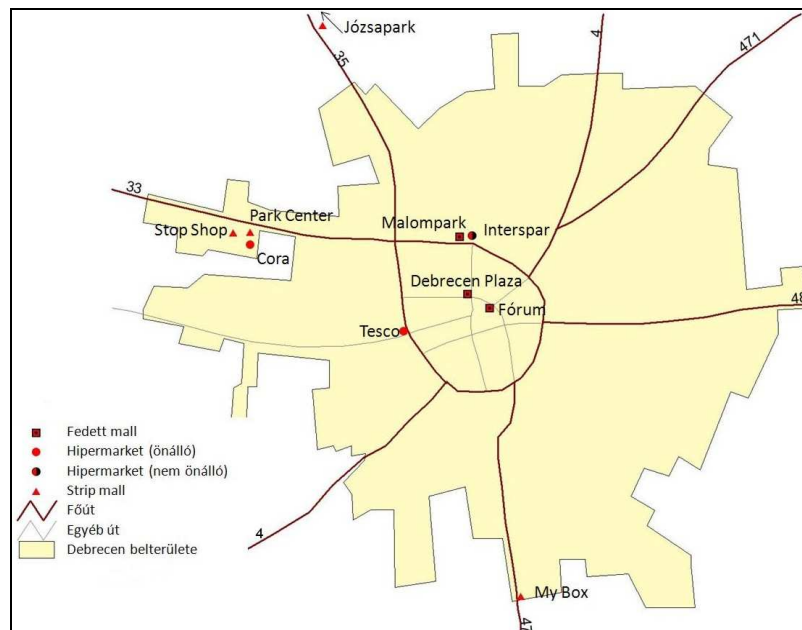 Józsapark
4
471
35
33
Park Center
Stop Shop
Malompark
Interspar
Cora
Debrecen Plaza
48
Fórum
Tesco
Fedett mall
Hipermarket (önálló)
Hipermarket (nem önálló)
Strip mall
Főút
Egyéb út
4
Debrecen belterülete
My Box